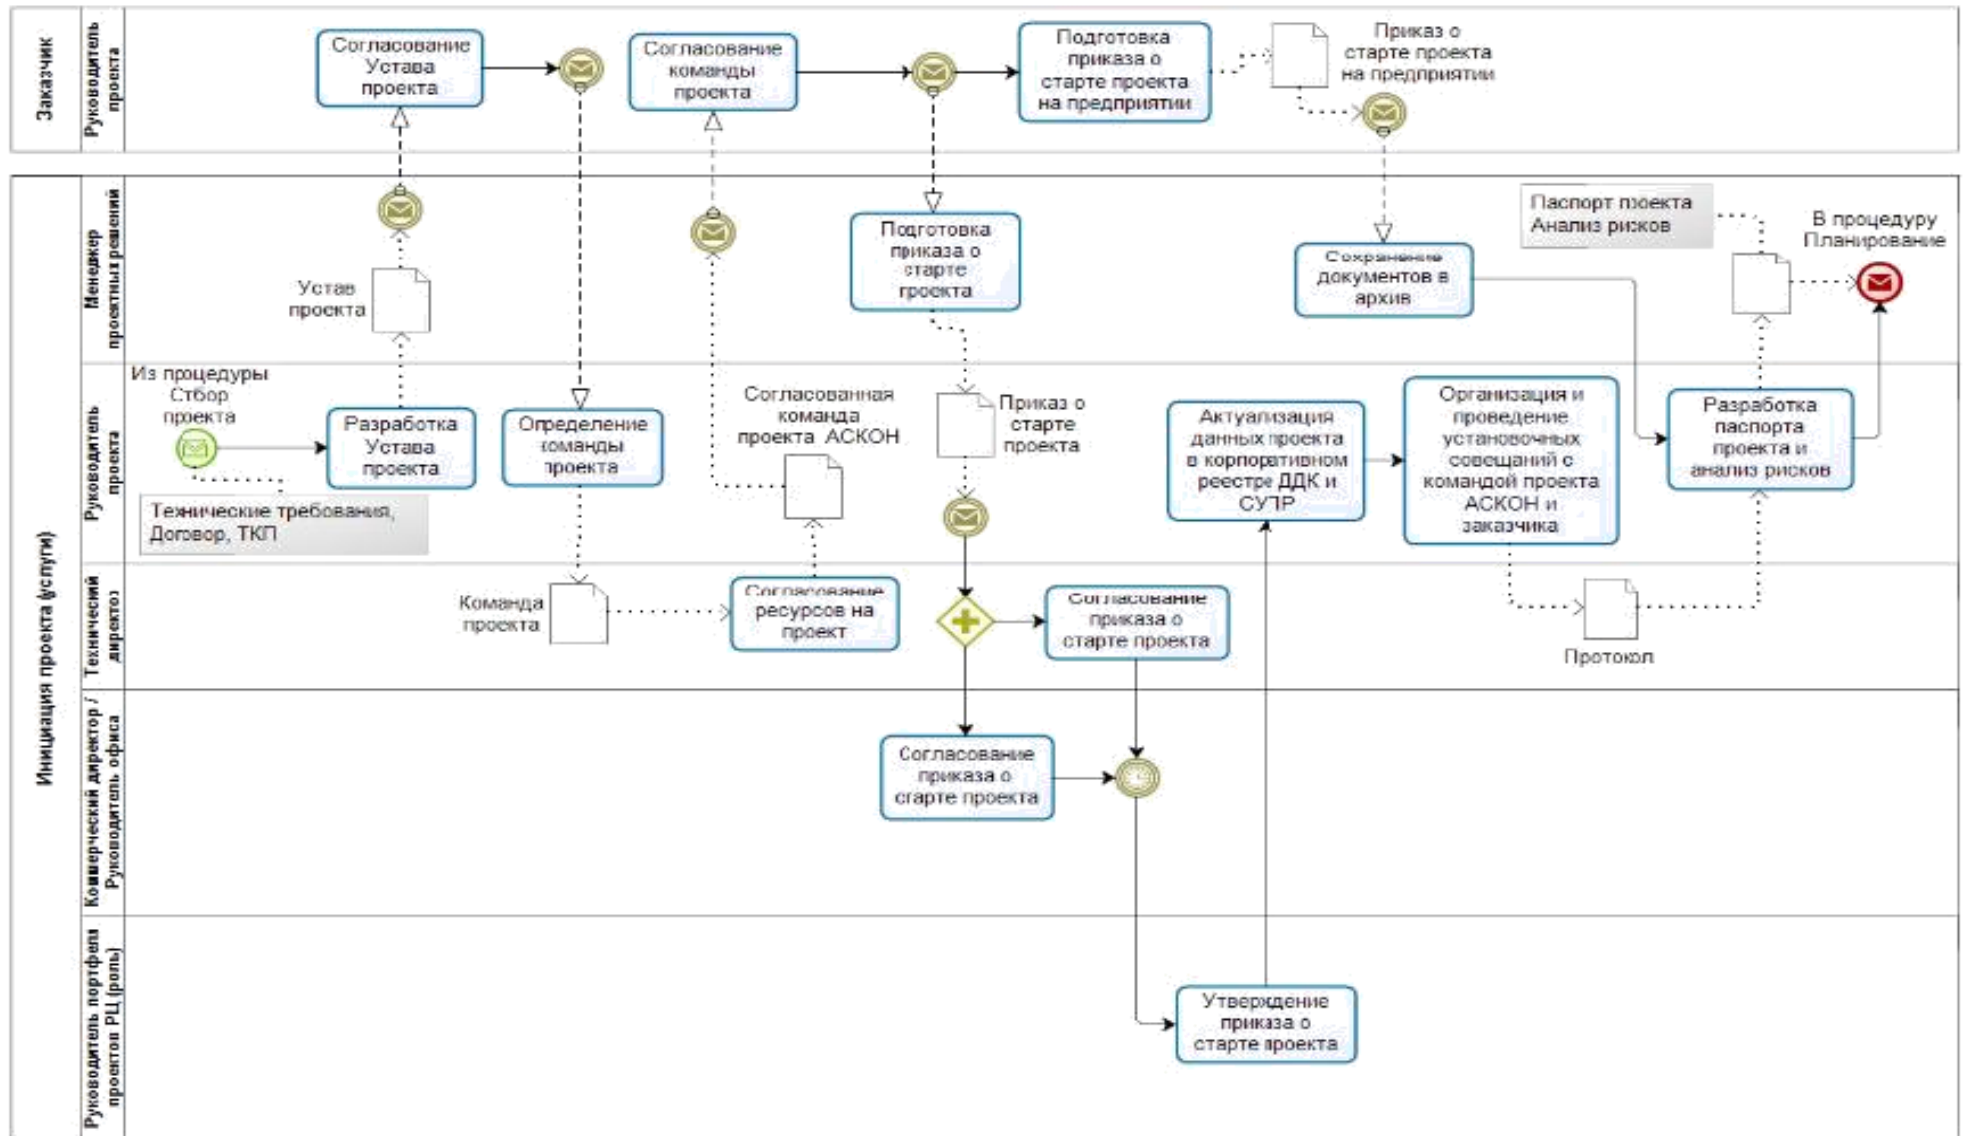 Заказчик
Руководитель
проекта
Согласование
Устава
проекта
Согласование
команды
проекта
Подготовка
приказа о
старте проекта
на предприятии
Приказ о
старте проекта
на предприятии
Инициация проекта (услуги)
Менеджер
проектных решений
Устав
проекта
Подготовка
приказа о
старте
проекта
Сохранение
документов в
архив
Паспорт проекта
Анализ рисков
В процедуру
Планирование
Руководитель
проекта
Из процедуры
Отбор
проекта
Технические требования,
Договор, ТКП
Разработка
Устава
проекта
Определение
команды
проекта
Согласованная
команда
проекта АСКОН
Приказ о
старте
проекта
Актуализация
данных проекта
в корпоративном
реестре ДДК и
СУПР
Организация и
проведение
установочных
совещаний с
командой проекта
АСКОН и
заказчика
Разработка
паспорта
проекта и
анализ рисков
Технический
директор
Команда
проекта
Согласование
ресурсов на
проект
Согласование
приказа о
старте проекта
Протокол
Коммерческий директор /
Руководитель офиса
Согласование
приказа о
старте проекта
Руководитель портфеля
проектов РЦ (роль)
Утверждение
приказа о
старте проекта